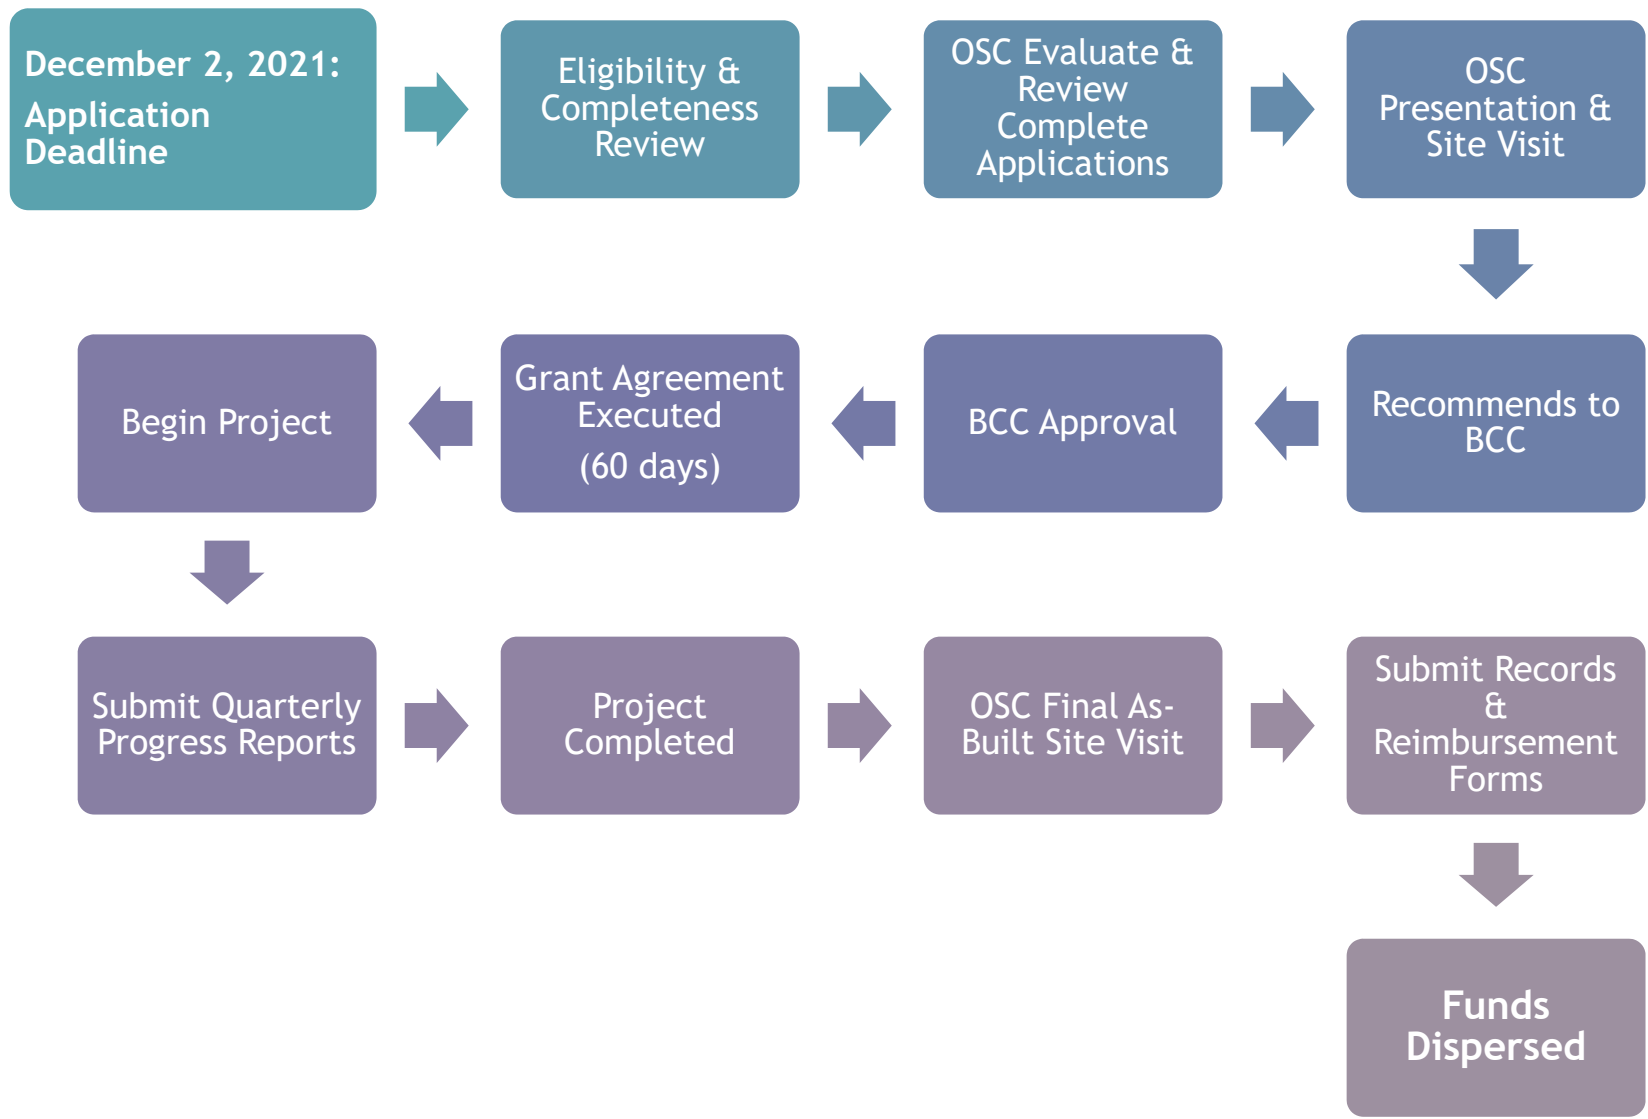 December 2, 2021:
Application
Deadline
Eligibility &
Completeness
Review
OSC Evaluate &
Review
Complete
Applications
OSC
Presentation &
Site Visit
Recommends to
BCC
BCC Approval
Grant Agreement
Executed
(60 days)
Begin Project
Submit Quarterly
Progress Reports
Project
Completed
OSC Final As-
Built Site Visit
Submit Records
&
Reimbursement
Forms
Funds
Dispersed